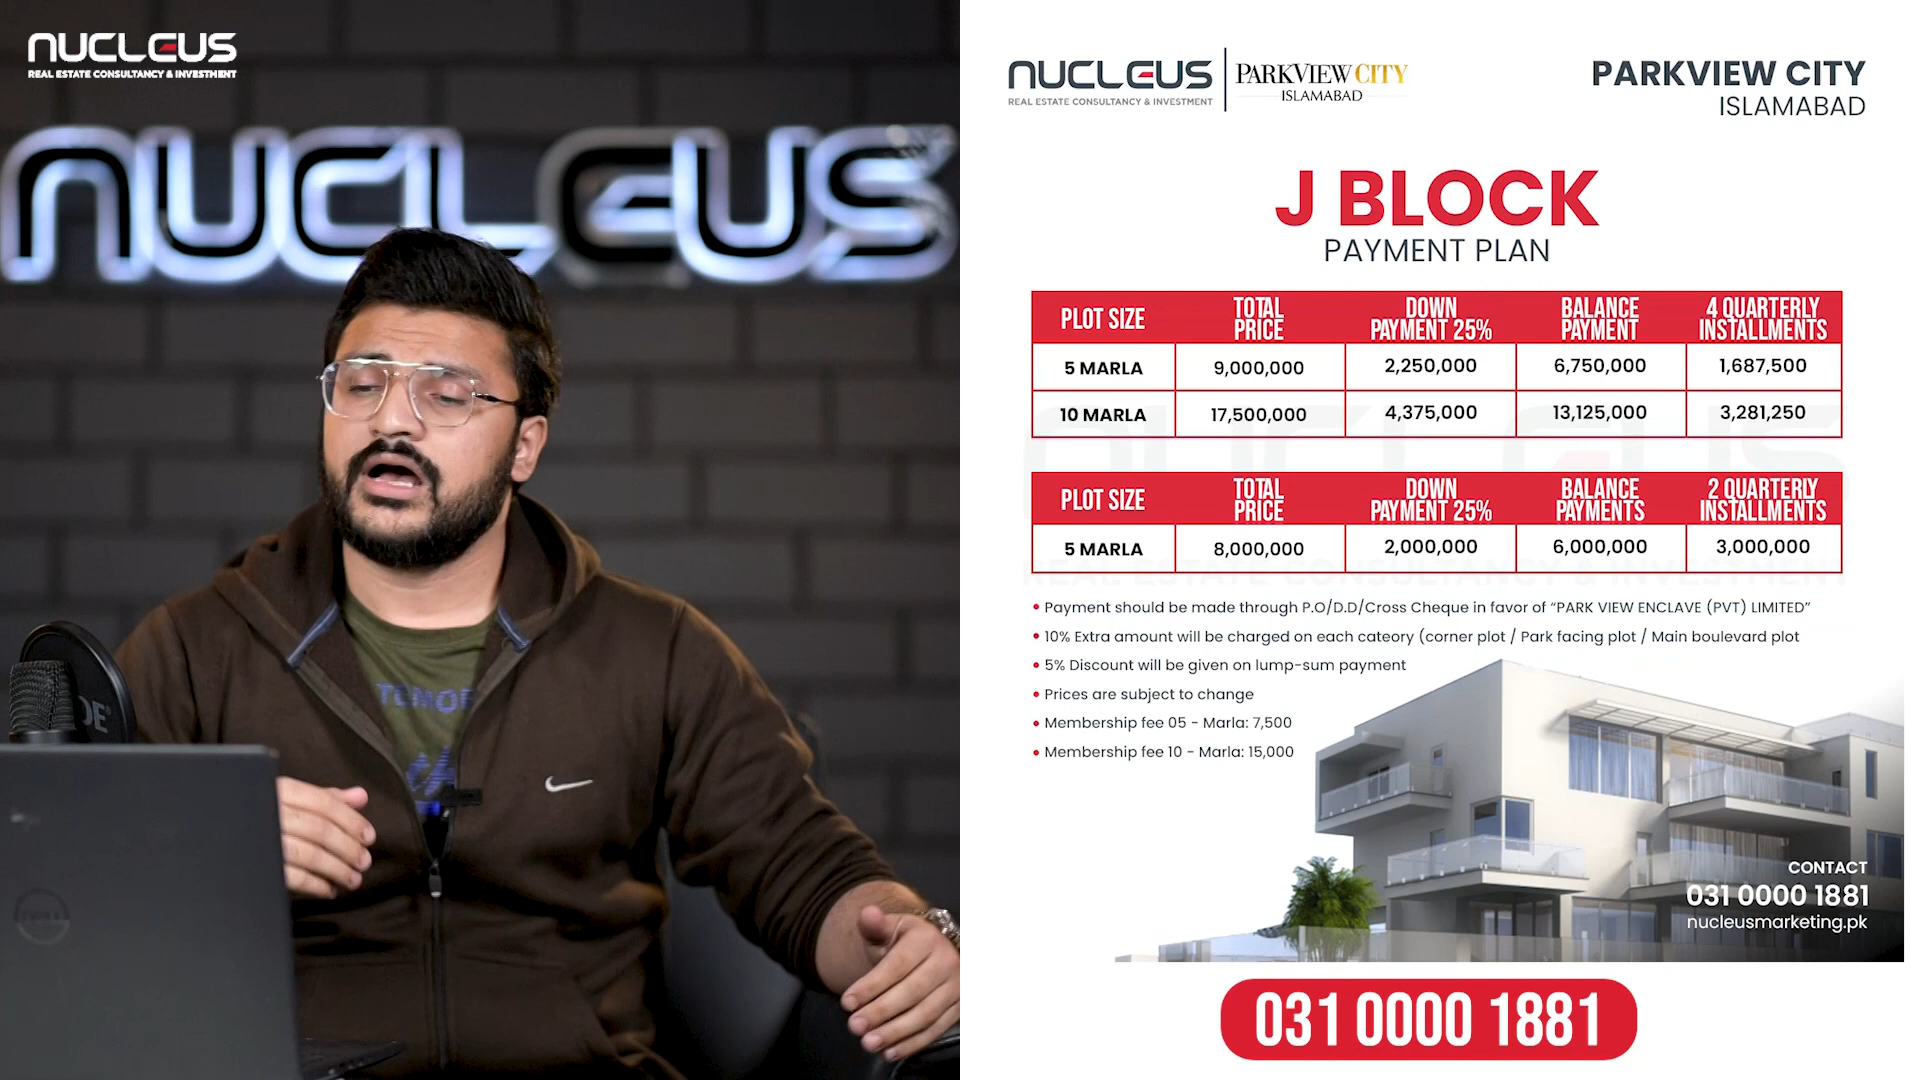 NUCLEUS
REAL ESTATE CONSULTANCY & INVESTMENT
NUCLEUS
TOMOR
NUCLEUS
REAL ESTATE CONSULTANCY & INVESTMENT
PARKVIEW CITY
ISLAMABAD
PARKVIEW CITY
ISLAMABAD
J BLOCK
PAYMENT PLAN
PLOT SIZE TOTAL PRICE DOWN PAYMENT 25% BALANCE PAYMENT 4 QUARTERLY INSTALLMENTS
5 MARLA 9,000,000 2,250,000 6,750,000 1,687,500
10 MARLA 17,500,000 4,375,000 13,125,000 3,281,250
PLOT SIZE TOTAL PRICE DOWN PAYMENT 25% BALANCE PAYMENTS 2 QUARTERLY INSTALLMENTS
5 MARLA 8,000,000 2,000,000 6,000,000 3,000,000
• Payment should be made through P.O/D.D/Cross Cheque in favor of “PARK VIEW ENCLAVE (PVT) LIMITED”
• 10% Extra amount will be charged on each cateory (corner plot / Park facing plot / Main boulevard plot
• 5% Discount will be given on lump-sum payment
• Prices are subject to change
• Membership fee 05 - Marla: 7,500
• Membership fee 10 - Marla: 15,000
CONTACT
031 0000 1881
nucleusmarketing.pk
031 0000 1881